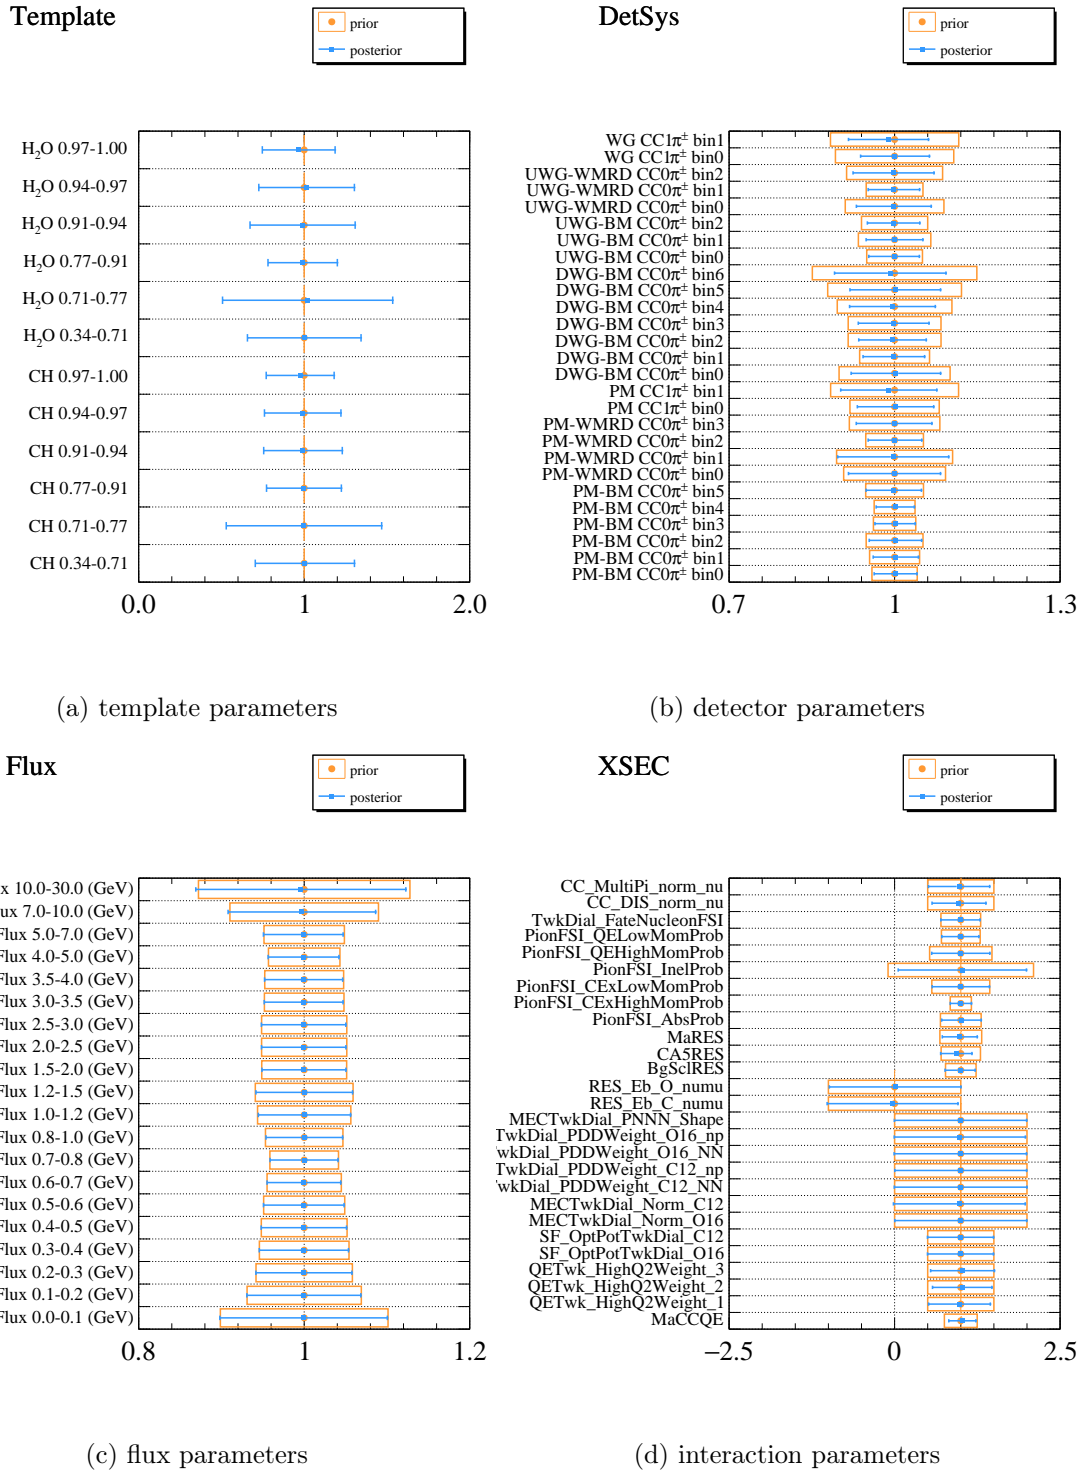 Template
prior
posterior
H2O 0.97-1.00
H2O 0.94-0.97
H2O 0.91-0.94
H2O 0.77-0.91
H2O 0.71-0.77
H2O 0.34-0.71
CH 0.97-1.00
CH 0.94-0.97
CH 0.91-0.94
CH 0.77-0.91
CH 0.71-0.77
CH 0.34-0.71
0.0 1 2.0
(a) template parameters
DetSys
prior
posterior
WG CC1π± bin1
WG CC1π± bin0
UWG-WMRD CC0π± bin2
UWG-WMRD CC0π± bin1
UWG-WMRD CC0π± bin0
UWG-BM CC0π± bin2
UWG-BM CC0π± bin1
UWG-BM CC0π± bin0
DWG-BM CC0π± bin6
DWG-BM CC0π± bin5
DWG-BM CC0π± bin4
DWG-BM CC0π± bin3
DWG-BM CC0π± bin2
DWG-BM CC0π± bin1
DWG-BM CC0π± bin0
PM CC1π± bin1
PM CC1π± bin0
PM-WMRD CC0π± bin3
PM-WMRD CC0π± bin2
PM-WMRD CC0π± bin1
PM-WMRD CC0π± bin0
PM-BM CC0π± bin5
PM-BM CC0π± bin4
PM-BM CC0π± bin3
PM-BM CC0π± bin2
PM-BM CC0π± bin1
PM-BM CC0π± bin0
0.7 1 1.3
(b) detector parameters
Flux
prior
posterior
x 10.0-30.0 (GeV)
ux 7.0-10.0 (GeV)
Flux 5.0-7.0 (GeV)
Flux 4.0-5.0 (GeV)
Flux 3.5-4.0 (GeV)
Flux 3.0-3.5 (GeV)
Flux 2.5-3.0 (GeV)
Flux 2.0-2.5 (GeV)
Flux 1.5-2.0 (GeV)
Flux 1.2-1.5 (GeV)
Flux 1.0-1.2 (GeV)
Flux 0.8-1.0 (GeV)
Flux 0.7-0.8 (GeV)
Flux 0.6-0.7 (GeV)
Flux 0.5-0.6 (GeV)
Flux 0.4-0.5 (GeV)
Flux 0.3-0.4 (GeV)
Flux 0.2-0.3 (GeV)
Flux 0.1-0.2 (GeV)
Flux 0.0-0.1 (GeV)
0.8 1 1.2
(c) flux parameters
XSEC
prior
posterior
CC_MultiPi_norm_nu
CC_DIS_norm_nu
TwkDial_FateNucleonFSI
PionFSI_QELowMomProb
PionFSI_QEHighMomProb
PionFSI_InelProb
PionFSI_CExLowMomProb
PionFSI_CExHighMomProb
PionFSI_AbsProb
MaRES
CA5RES
BgSclRES
RES_Eb_O_numu
RES_Eb_C_numu
MECTwkDial_PNNN_Shape
TwkDial_PDDWeight_O16_np
wkDial_PDDWeight_O16_NN
TwkDial_PDDWeight_C12_np
wkDial_PDDWeight_C12_NN
MECTwkDial_Norm_C12
MECTwkDial_Norm_O16
SF_OptPotTwkDial_C12
SF_OptPotTwkDial_O16
QETwk_HighQ2Weight_3
QETwk_HighQ2Weight_2
QETwk_HighQ2Weight_1
MaCCQE
−2.5 0 2.5
(d) interaction parameters